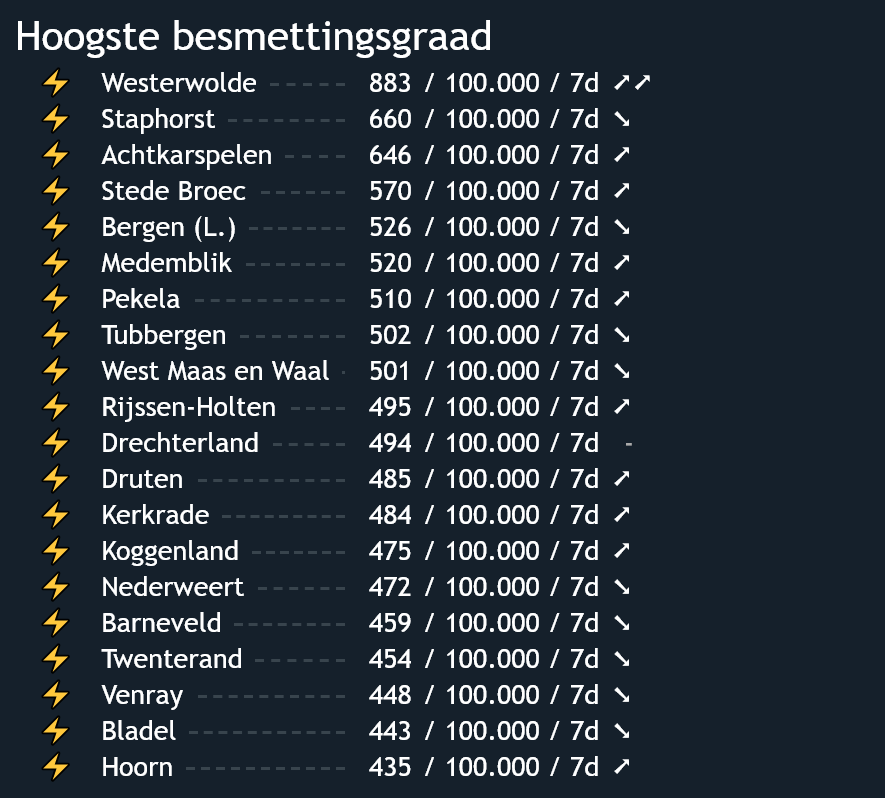 Hoogste besmettingsgraad
⚡ Westerwolde ------ 883 / 100.000 / 7d ➚➚
⚡ Staphorst --------- 660 / 100.000 / 7d ➘
⚡ Achtkarspelen ----- 646 / 100.000 / 7d ➚
⚡ Stede Broec ------- 570 / 100.000 / 7d ➚
⚡ Bergen (L.) -------- 526 / 100.000 / 7d ➘
⚡ Medemblik -------- 520 / 100.000 / 7d ➚
⚡ Pekela ------------ 510 / 100.000 / 7d ➚
⚡ Tubbergen --------- 502 / 100.000 / 7d ➘
⚡ West Maas en Waal - 501 / 100.000 / 7d ➘
⚡ Rijssen-Holten ---- 495 / 100.000 / 7d ➚
⚡ Drechterland ------ 494 / 100.000 / 7d -
⚡ Druten ------------ 485 / 100.000 / 7d ➚
⚡ Kerkrade ---------- 484 / 100.000 / 7d ➚
⚡ Koggenland ------- 475 / 100.000 / 7d ➚
⚡ Nederweert ------- 472 / 100.000 / 7d ➘
⚡ Barneveld --------- 459 / 100.000 / 7d ➘
⚡ Twenterand ------- 454 / 100.000 / 7d ➘
⚡ Venray ------------ 448 / 100.000 / 7d ➘
⚡ Bladel ------------ 443 / 100.000 / 7d ➘
⚡ Hoorn ------------- 435 / 100.000 / 7d ➚